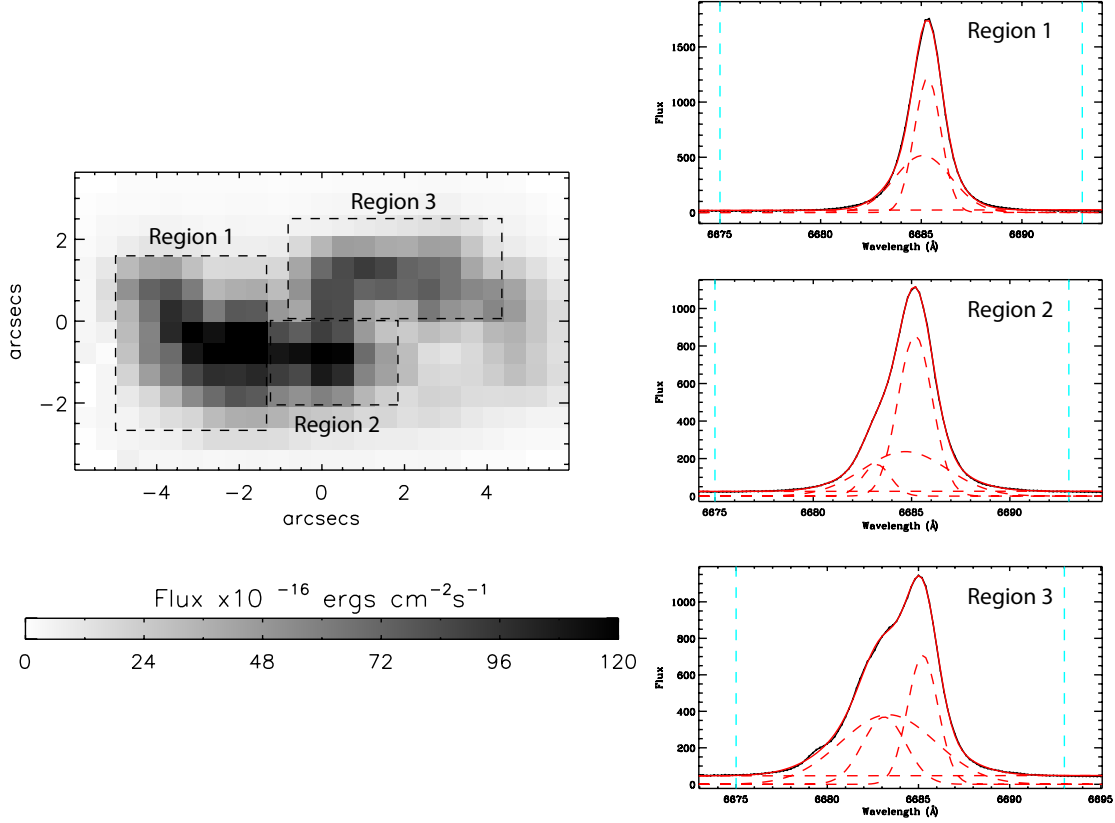 Region 1
Region 2
Region 3
2
0
−2
arcsecs
−4 −2 0 2 4
arcsecs
Flux x10 −16 ergs cm−2s−1
0 24 48 72 96 120
Region 1
1500
1000
500
0
Flux
6675 6680 6685 6690
Wavelength (Å)
Region 2
1000
800
600
400
200
0
Flux
6675 6680 6685 6690
Wavelength (Å)
Region 3
1000
800
600
400
200
0
Flux
6675 6680 6685 6690 6695
Wavelength (Å)